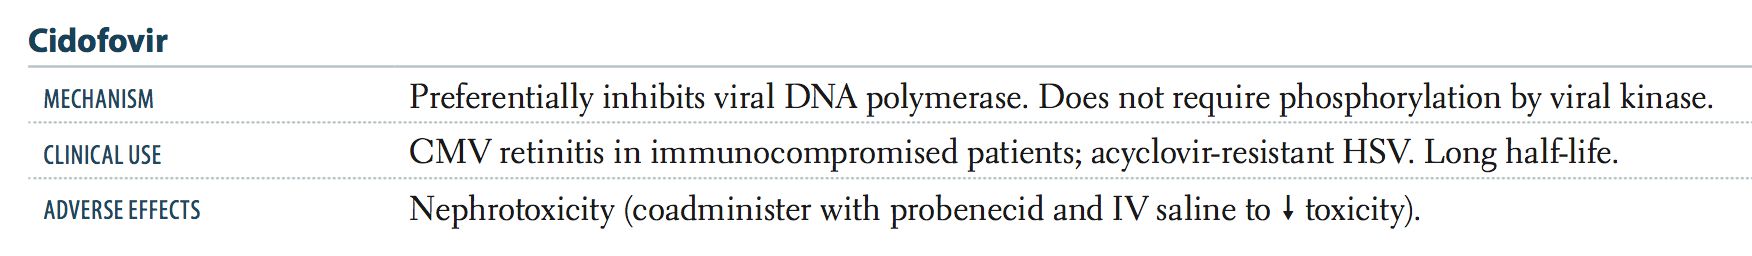 Cidofovir
MECHANISM Preferentially inhibits viral DNA polymerase. Does not require phosphorylation by viral kinase.
CLINICAL USE CMV retinitis in immunocompromised patients; acyclovir-resistant HSV. Long half-life.
ADVERSE EFFECTS Nephrotoxicity (coadminister with probenecid and IV saline to ↓ toxicity).